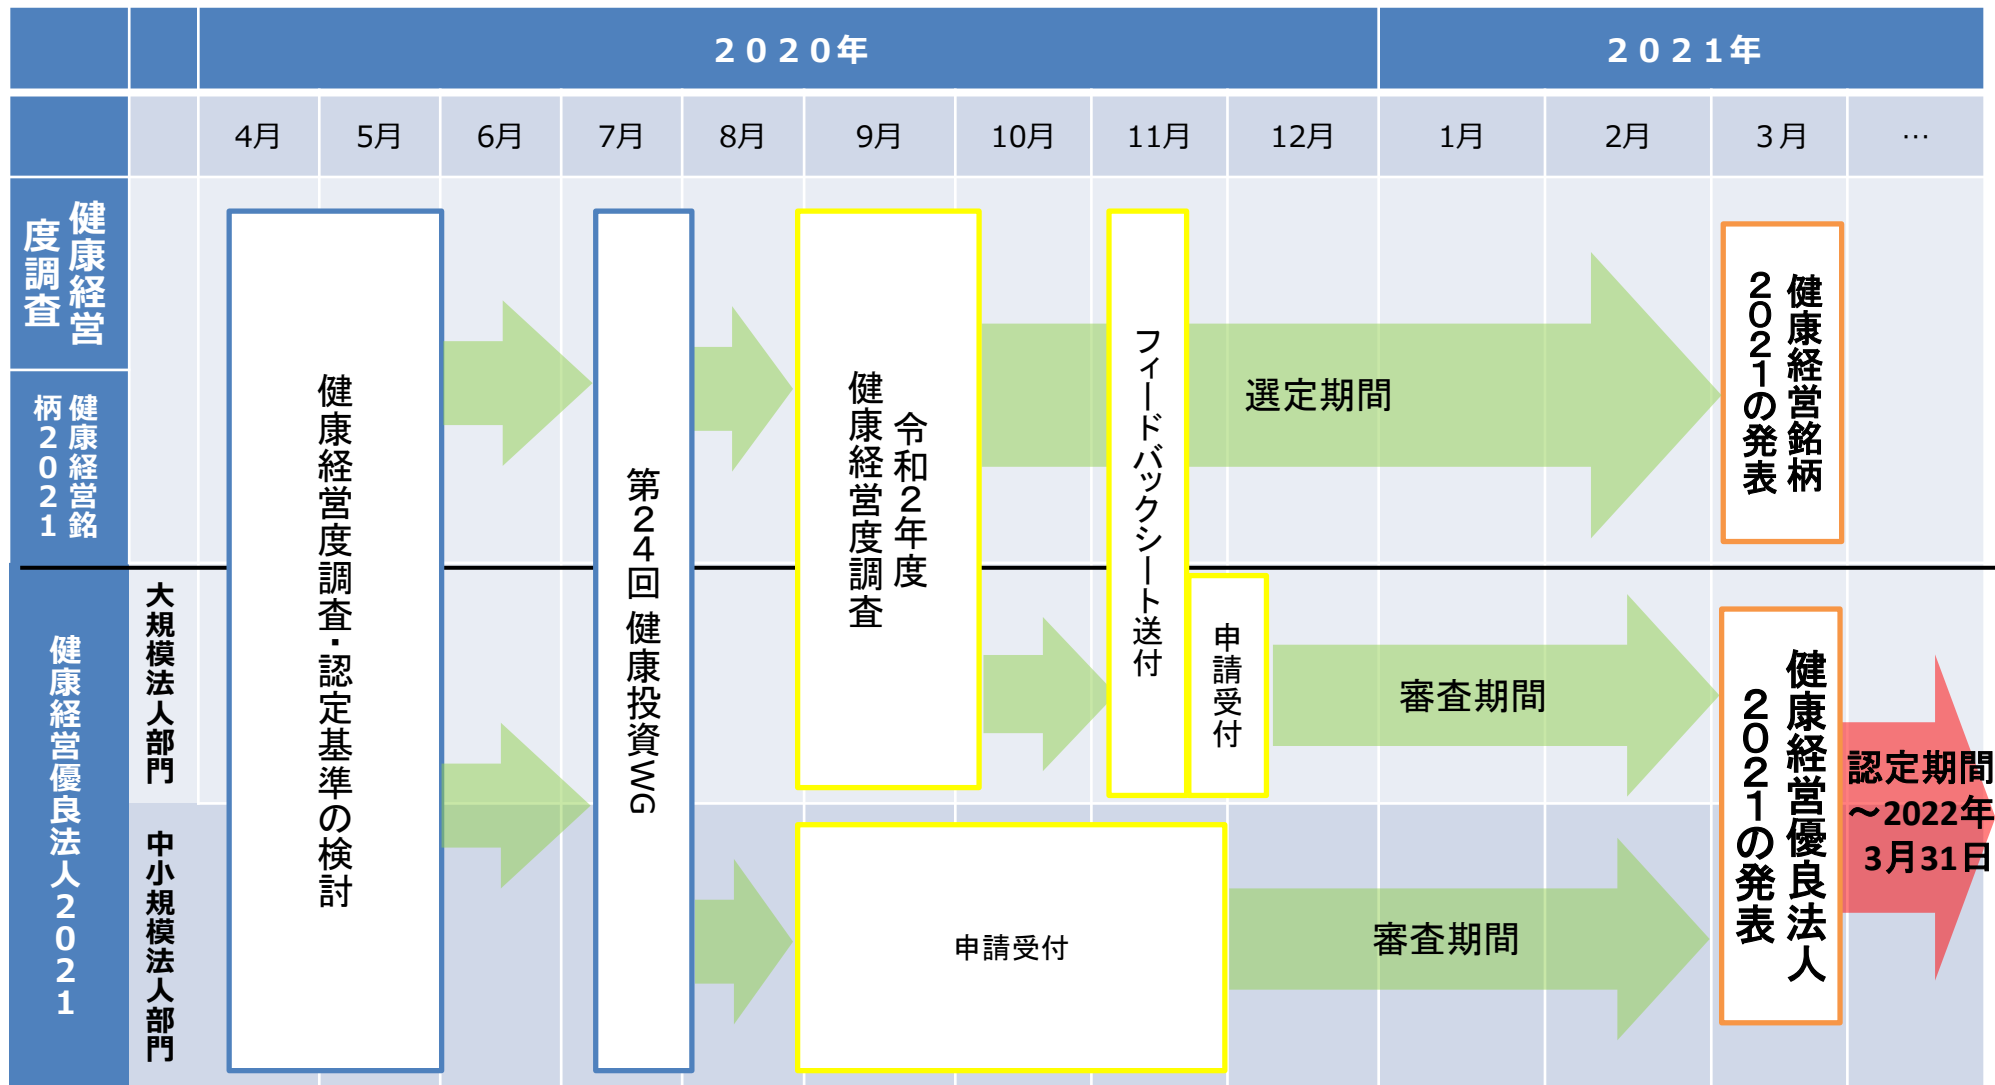 ２０２０年
２０２１年
4月
5月
6月
7月
8月
9月
10月
11月
12月
1月
2月
３月
…
健康経営
度調査
健康経営銘
柄２０２１
健康経営優良法人２０２１
大規模法人部門
中小規模法人部門
健康経営度調査・認定基準の検討
第２４回 健康投資WG
令和２年度
健康経営度調査
フィードバックシート送付
選定期間
健康経営銘柄
２０２１の発表
申請受付
審査期間
申請受付
審査期間
健康経営優良法人
２０２１の発表
認定期間
～2022年
3月31日